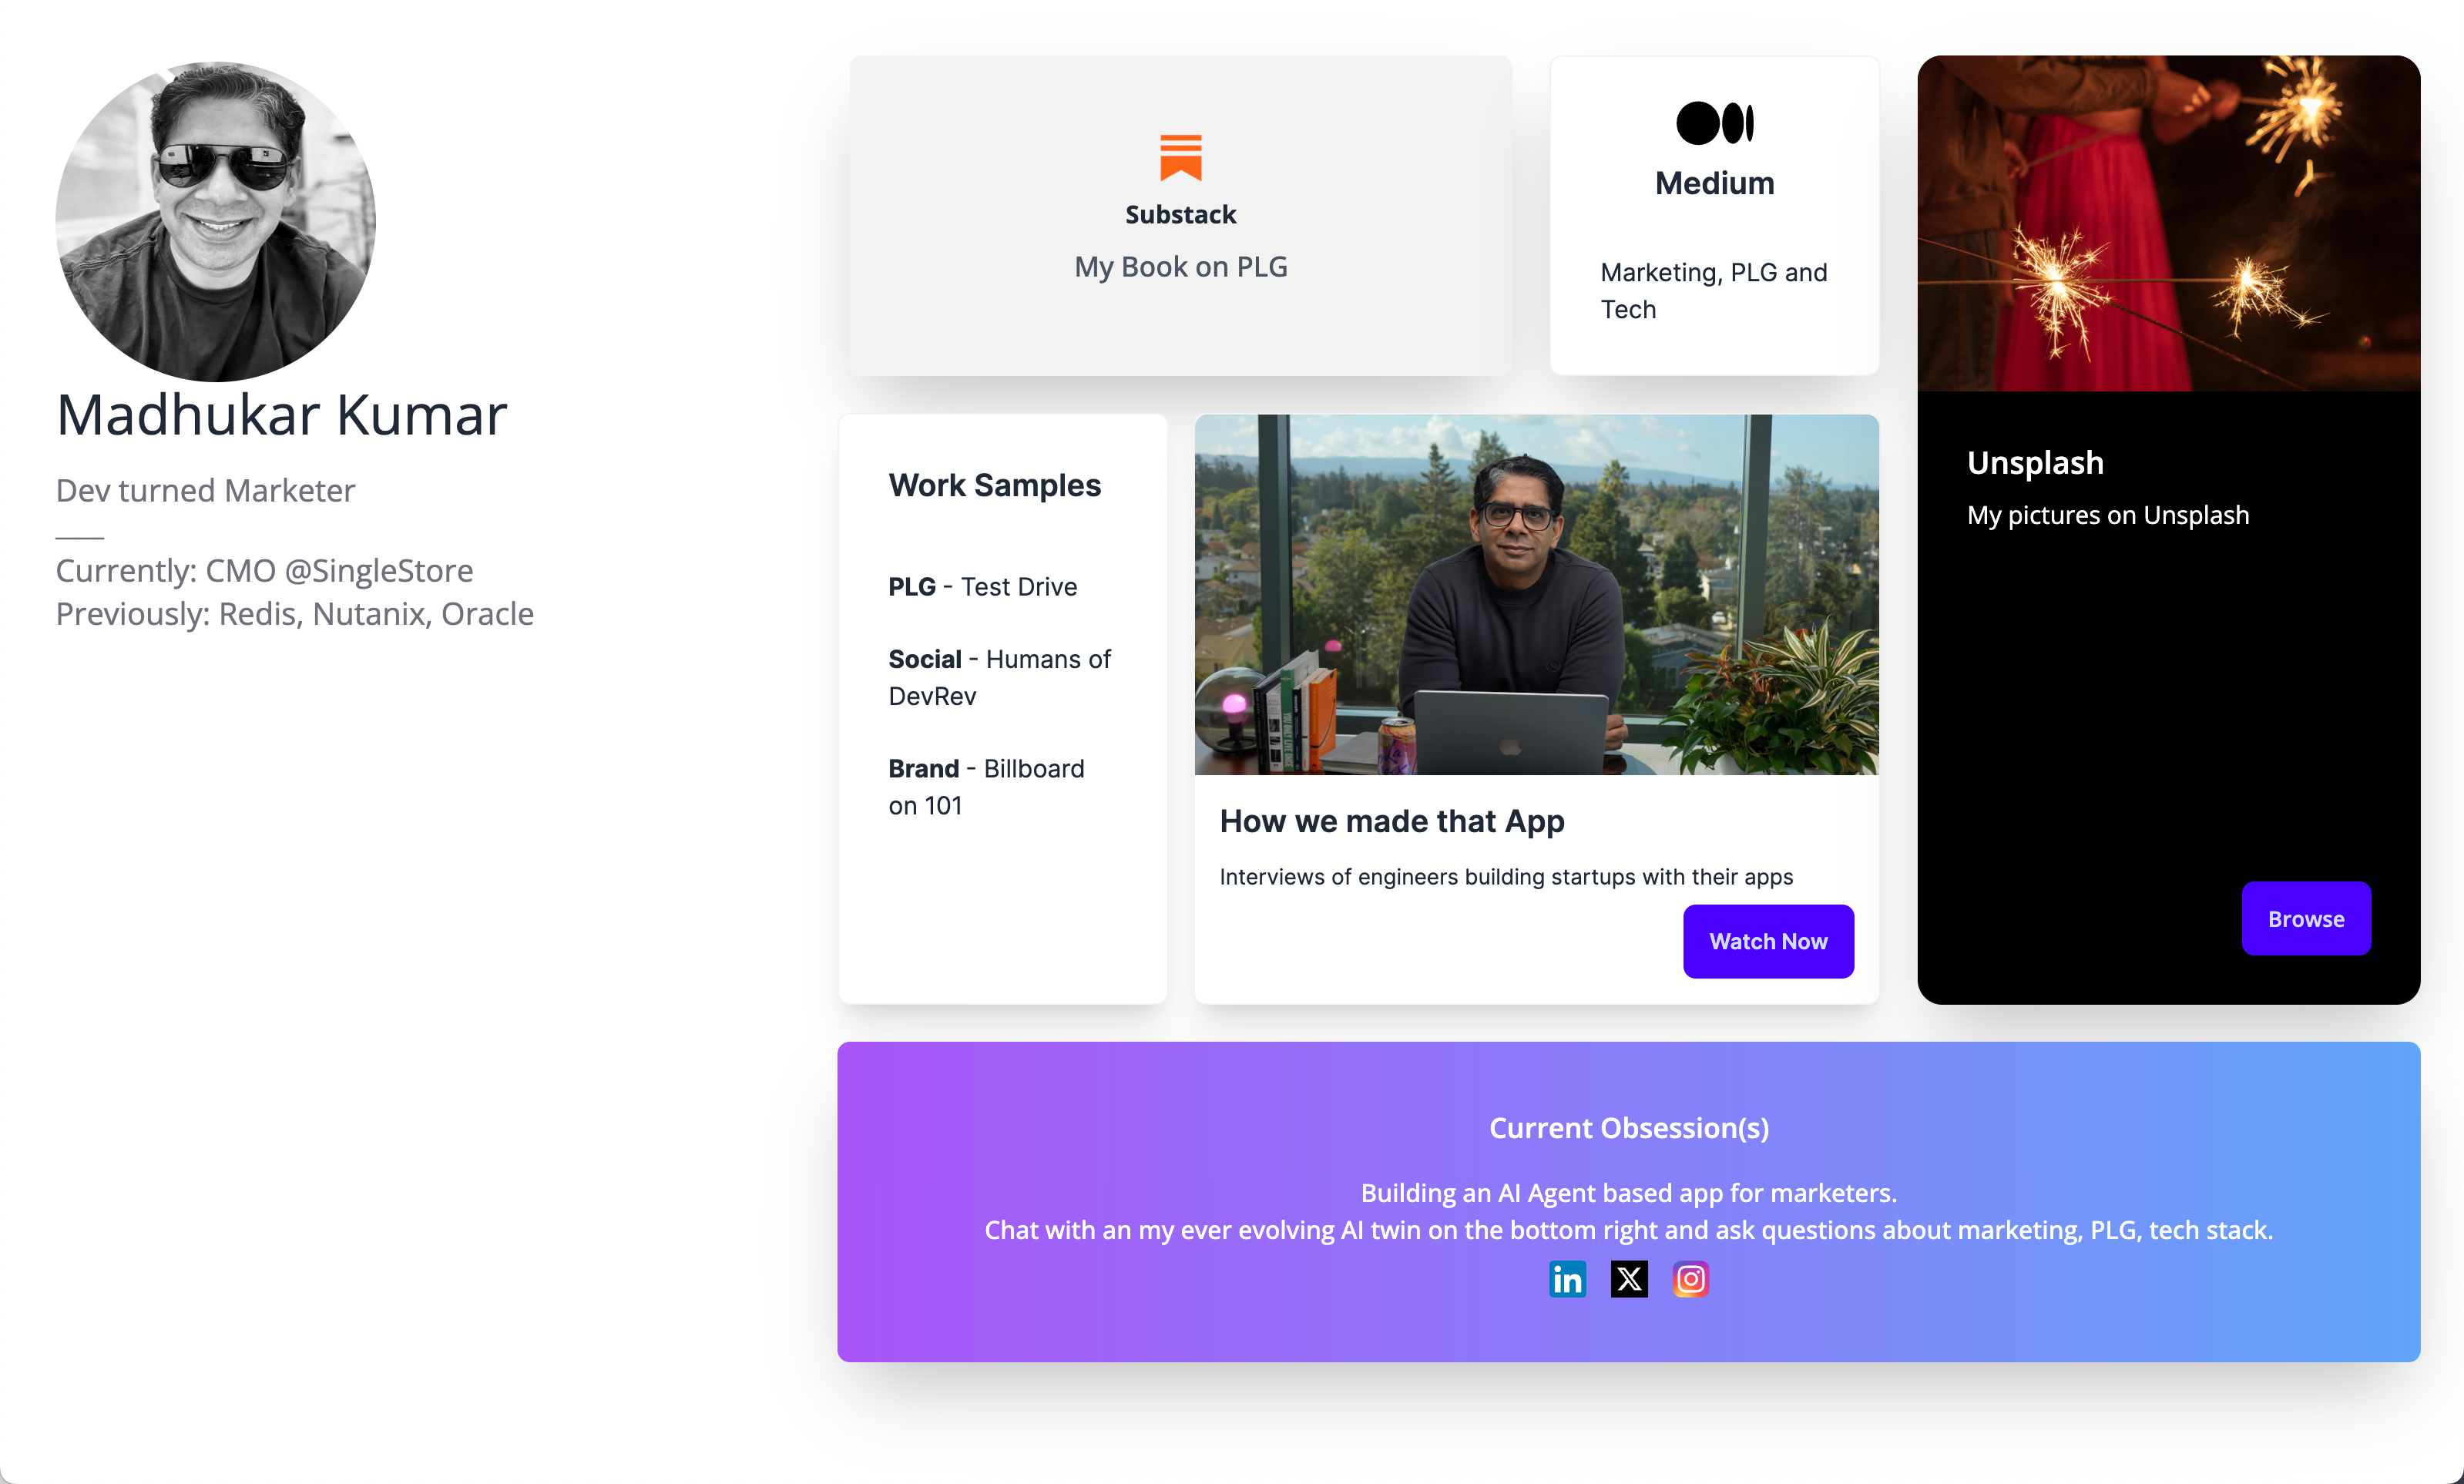 Madhukar Kumar
Dev turned Marketer
Currently: CMO @SingleStore
Previously: Redis, Nutanix, Oracle
Substack
My Book on PLG
Medium
Marketing, PLG and
Tech
Work Samples
PLG - Test Drive
Social - Humans of
DevRev
Brand - Billboard
on 101
How we made that App
Interviews of engineers building startups with their apps
Watch Now
Unsplash
My pictures on Unsplash
Browse
Current Obsession(s)
Building an AI Agent based app for marketers.
Chat with an my ever evolving AI twin on the bottom right and ask questions about marketing, PLG, tech stack.
in
X